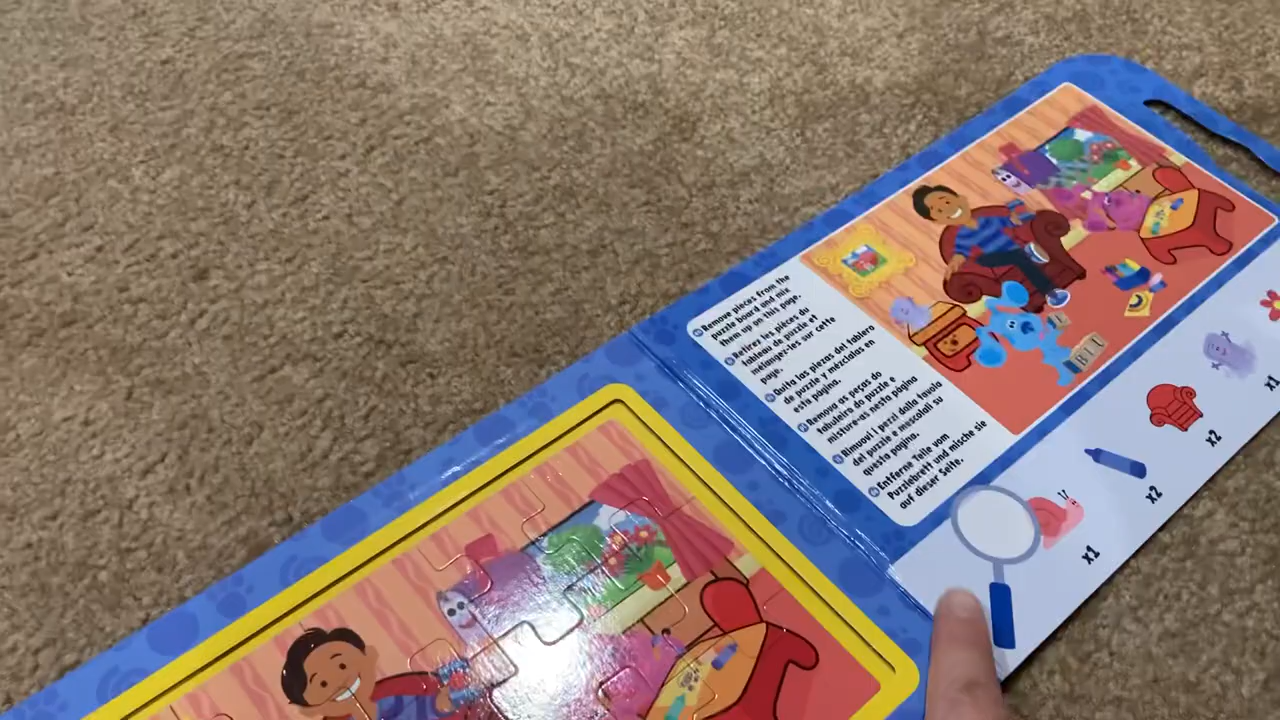 Remove pieces from the
puzzle board and mix
them up on this page.
Retirez les pièces du
tableau de puzzle et
mélangez-les sur cette
page.
Quita las piezas del tablero
de puzzle y mézclalas en
esta página.
Remova as peças do
tabuleiro do puzzle e
misture-as nesta página
Rimuovi i pezzi dalla tavola
del puzzle e mescolali su
questa pagina.
Entferne Teile vom
Puzzlebrett und mische sie
auf dieser Seite.
B L U
x1
x2
x2
x1